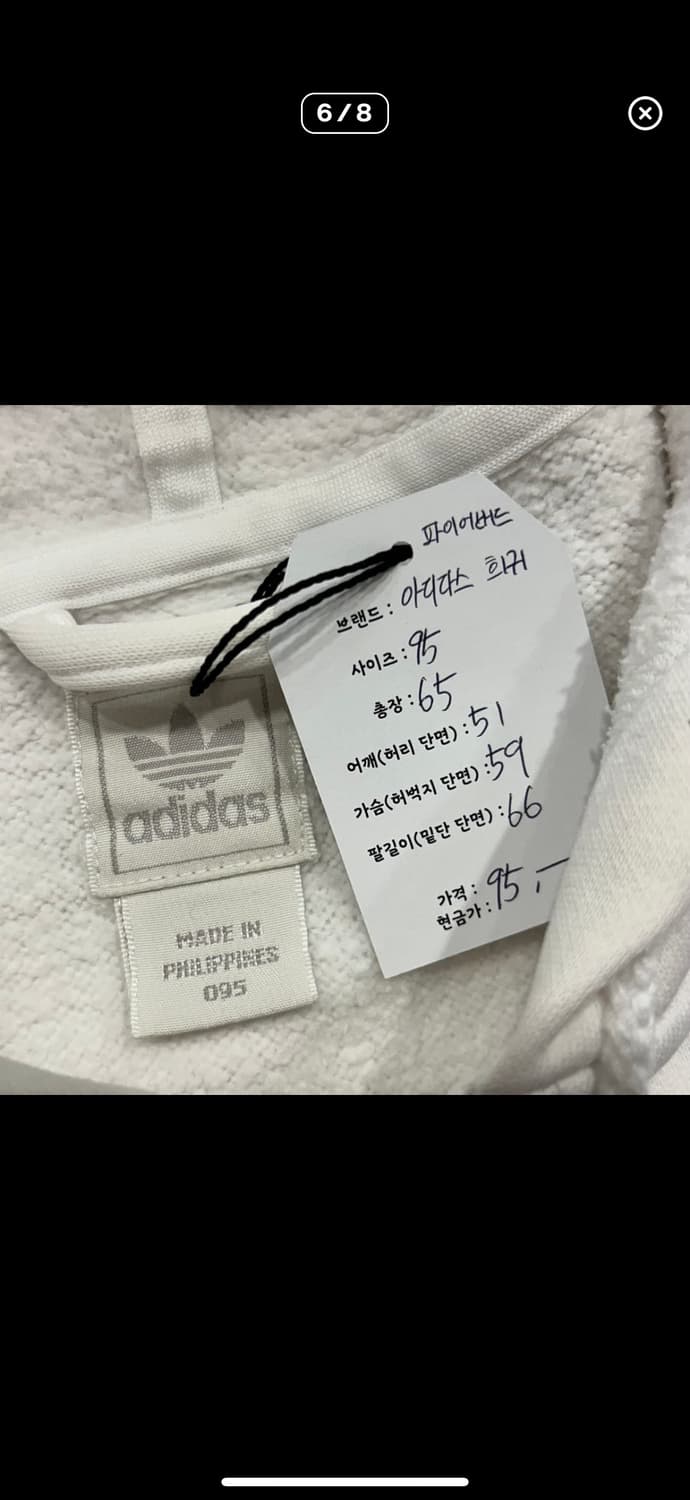 6/8
파이어버드
브랜드 : 아디다스 희귀
사이즈 : 95
총장 : 65
어깨(허리 단면) : 51
가슴(허벅지 단면) : 59
팔길이(밑단 단면) : 66
가격 : 95,-
현금가 :
adidas
MADE IN
PHILIPPINES
095